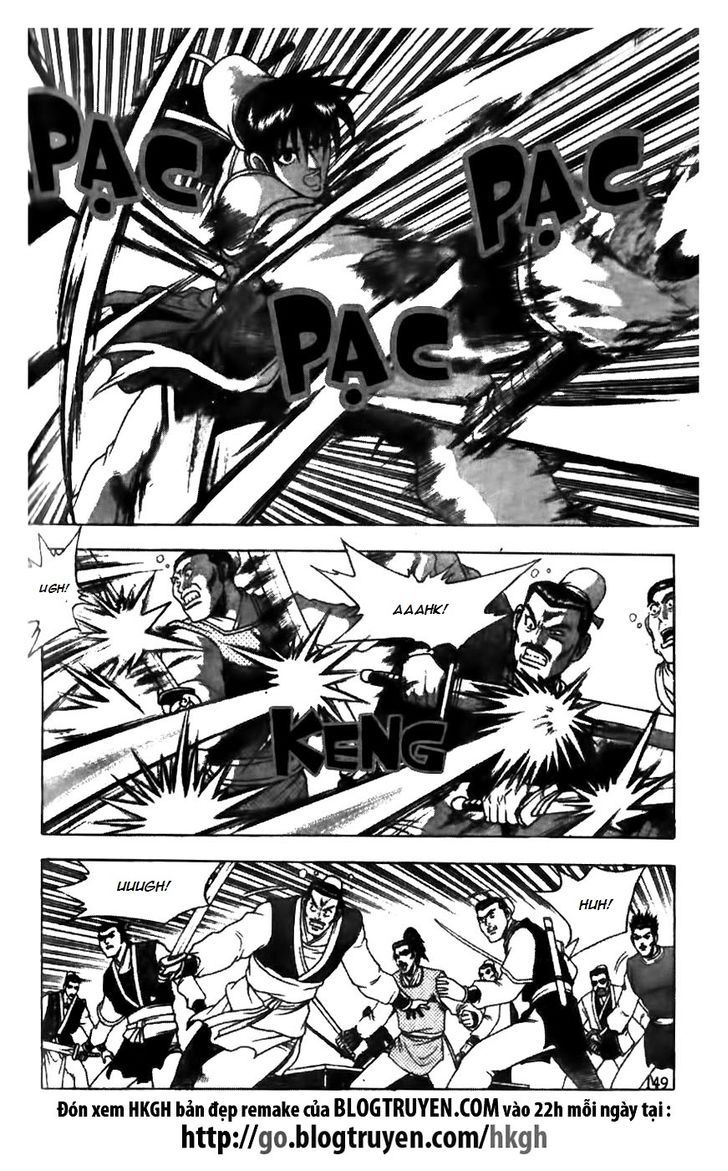 PẠC
PẠC
PẠC
UGH!
AAAHK!
KENG
UUUGH!
HUH!
149
Đón xem HKGH bản đẹp remake của BLOGTRUYEN.COM vào 22h mỗi ngày tại :
http://go.blogtruyen.com/hkgh